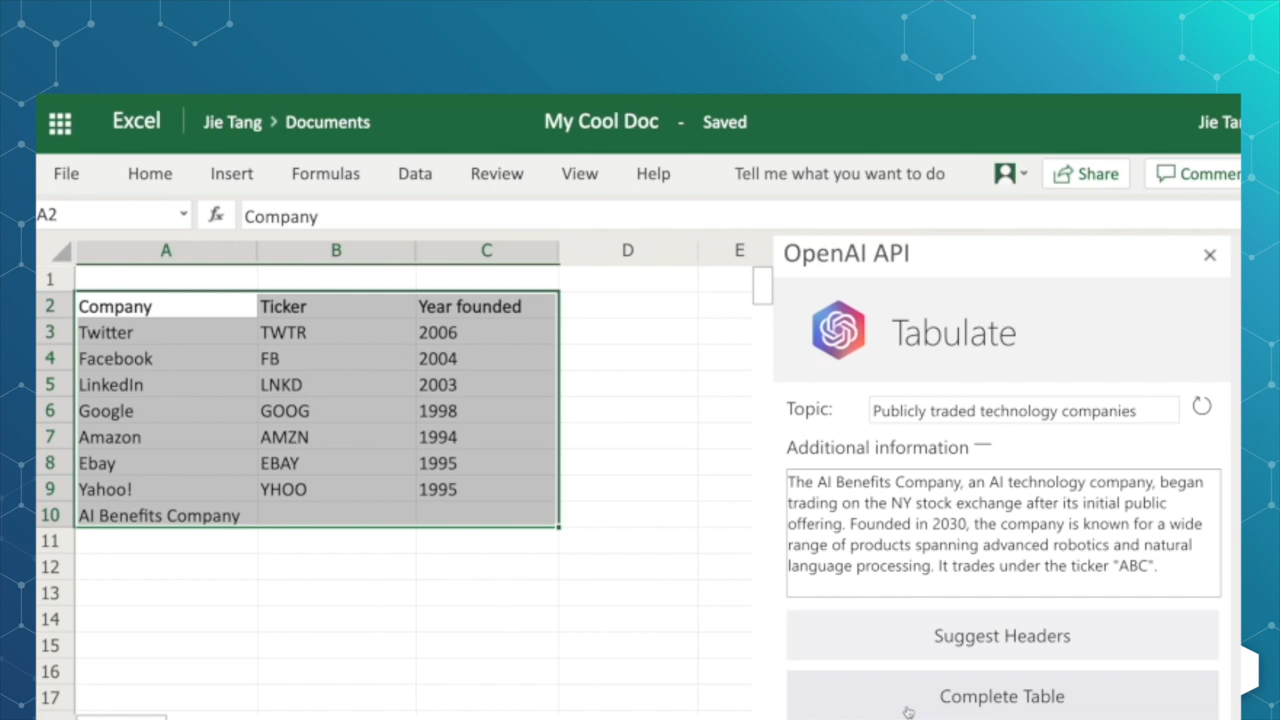 Excel Jie Tang > Documents My Cool Doc - Saved Jie Ta
File Home Insert Formulas Data Review View Help Tell me what you want to do Share Commen
A2 fx Company
A B C D E
OpenAI API
1
2 Company Ticker Year founded
3 Twitter TWTR 2006
4 Facebook FB 2004
5 LinkedIn LNKD 2003
6 Google GOOG 1998
7 Amazon AMZN 1994
8 Ebay EBAY 1995
9 Yahoo! YHOO 1995
10 AI Benefits Company
11
12
13
14
15
16
17
Tabulate
Topic: Publicly traded technology companies
Additional information
The AI Benefits Company, an AI technology company, began
trading on the NY stock exchange after its initial public
offering. Founded in 2030, the company is known for a wide
range of products spanning advanced robotics and natural
language processing. It trades under the ticker "ABC".
Suggest Headers
Complete Table